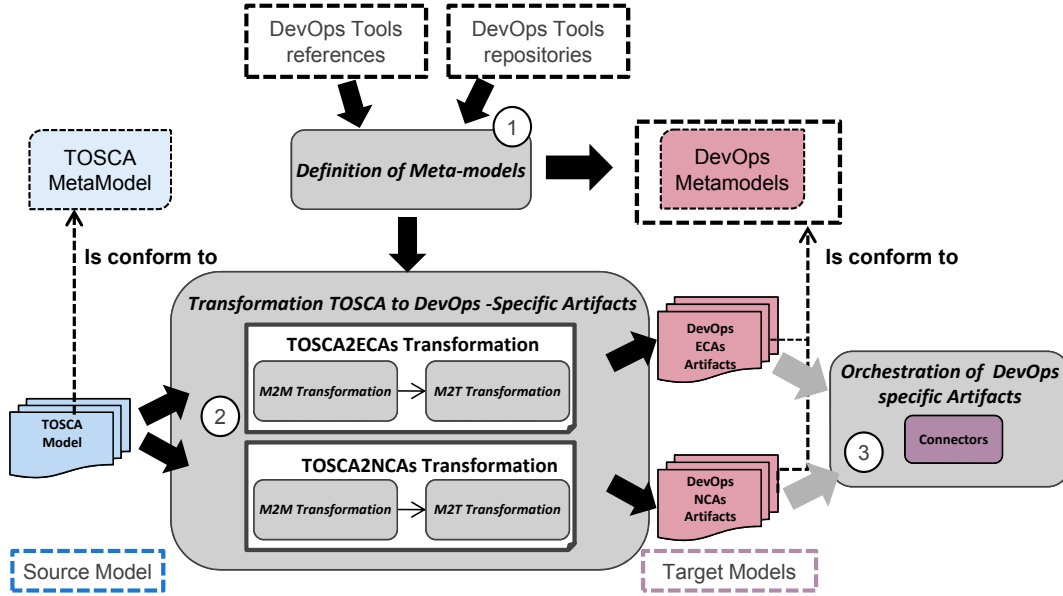 DevOps Tools
references
DevOps Tools
repositories
1
TOSCA
MetaModel
Definition of Meta-models
DevOps
Metamodels
Is conform to
Is conform to
Transformation TOSCA to DevOps -Specific Artifacts
TOSCA2ECAs Transformation
M2M Transformation
M2T Transformation
DevOps
ECAs
Artifacts
Orchestration of DevOps
specific Artifacts
Connectors
2
3
TOSCA
Model
TOSCA2NCAs Transformation
M2M Transformation
M2T Transformation
DevOps
NCAs
Artifacts
Source Model
Target Models